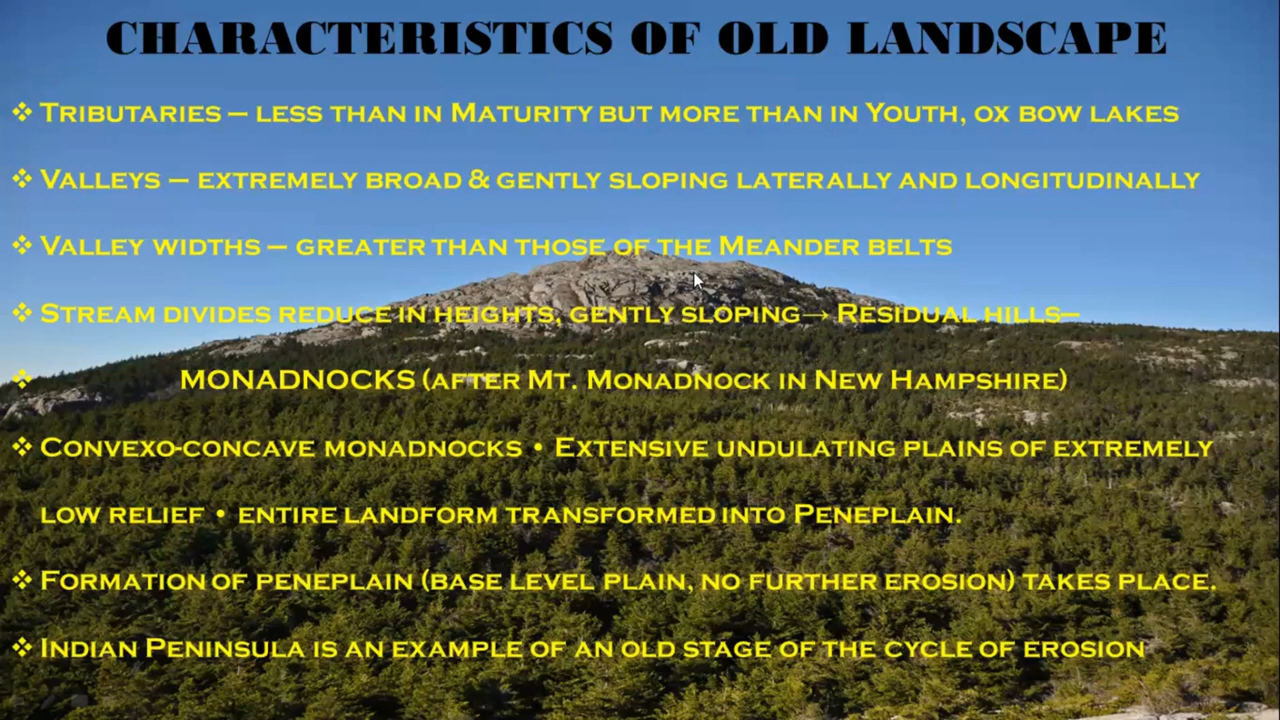 CHARACTERISTICS OF OLD LANDSCAPE
❖ Tributaries – less than in Maturity but more than in Youth, ox bow lakes
❖ Valleys – extremely broad & gently sloping laterally and longitudinally
❖ Valley widths – greater than those of the Meander belts
❖ Stream divides reduce in heights, gently sloping→ Residual hills–
❖ MONADNOCKS (after Mt. Monadnock in New Hampshire)
❖ Convexo-concave monadnocks • Extensive undulating plains of extremely
low relief • entire landform transformed into Peneplain.
❖ Formation of peneplain (base level plain, no further erosion) takes place.
❖ Indian Peninsula is an example of an old stage of the cycle of erosion